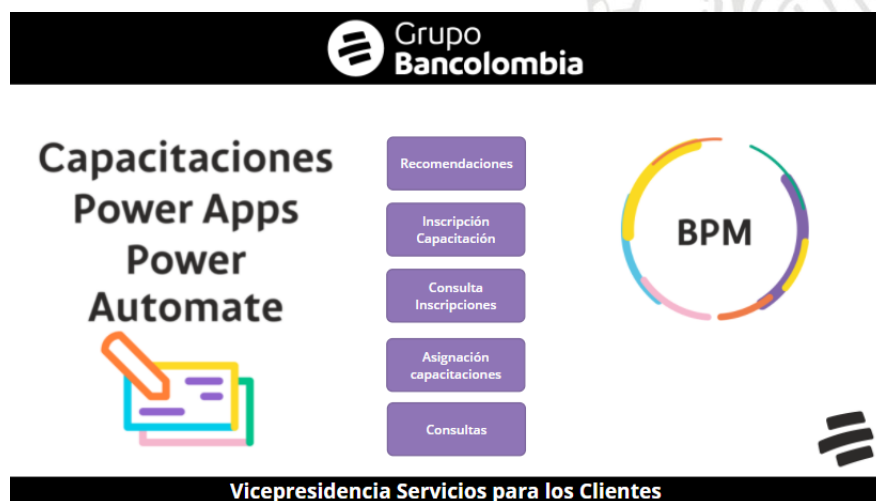 Grupo
Bancolombia
Capacitaciones
Power Apps
Power
Automate
Recomendaciones
Inscripción
Capacitación
Consulta
Inscripciones
Asignación
capacitaciones
Consultas
BPM
Vicepresidencia Servicios para los Clientes